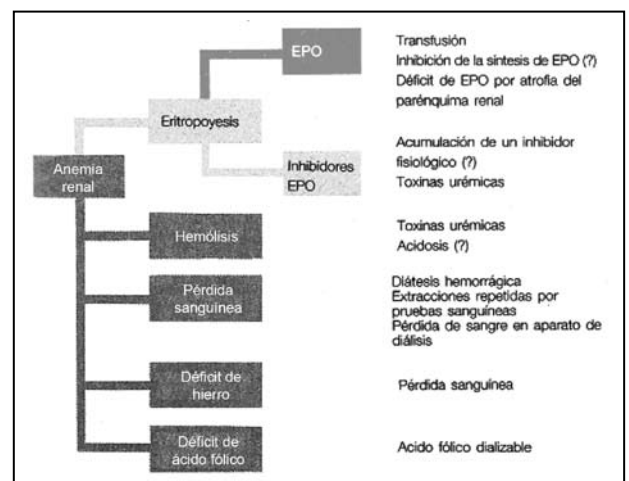 EPO
Transfusión
Inhibición de la síntesis de EPO (?)
Déficit de EPO por atrofia del
parénquima renal
Eritropoyesis
Inhibidores
EPO
Acumulación de un inhibidor
fisiológico (?)
Toxinas urémicas
Anemia
renal
Hemólisis
Toxinas urémicas
Acidosis (?)
Pérdida
sanguínea
Diátesis hemorrágica
Extracciones repetidas por
pruebas sanguíneas
Pérdida de sangre en aparato de
diálisis
Déficit de
hierro
Pérdida sanguínea
Déficit de
ácido fólico
Acido fólico dializable